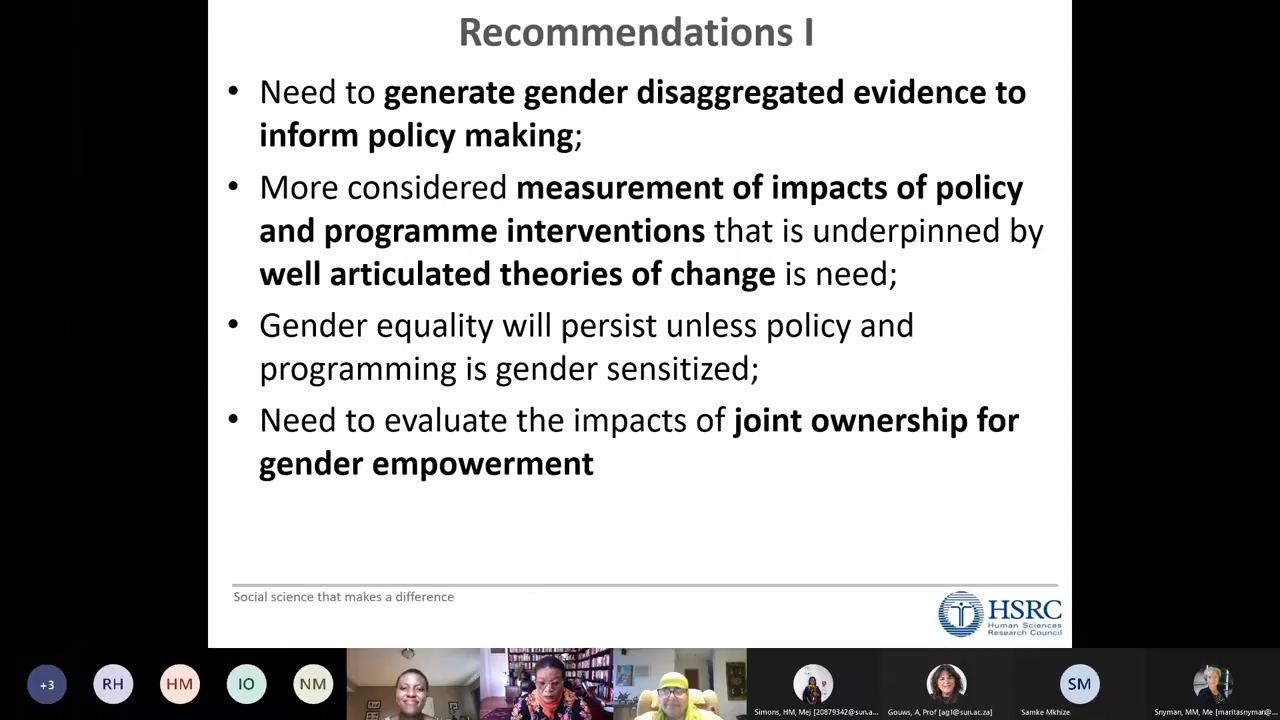 Recommendations I
• Need to generate gender disaggregated evidence to
inform policy making;
• More considered measurement of impacts of policy
and programme interventions that is underpinned by
well articulated theories of change is need;
• Gender equality will persist unless policy and
programming is gender sensitized;
• Need to evaluate the impacts of joint ownership for
gender empowerment
Social science that makes a difference
HSRC
Human Sciences
Research Council
+3
RH
HM
IO
NM
SM
Simons, HM, Mej [20879342@sun.a...
Gouws, A, Prof [ag1@sun.ac.za]
Samke Mkhize
Snyman, MM, Me [maritasnyman@...